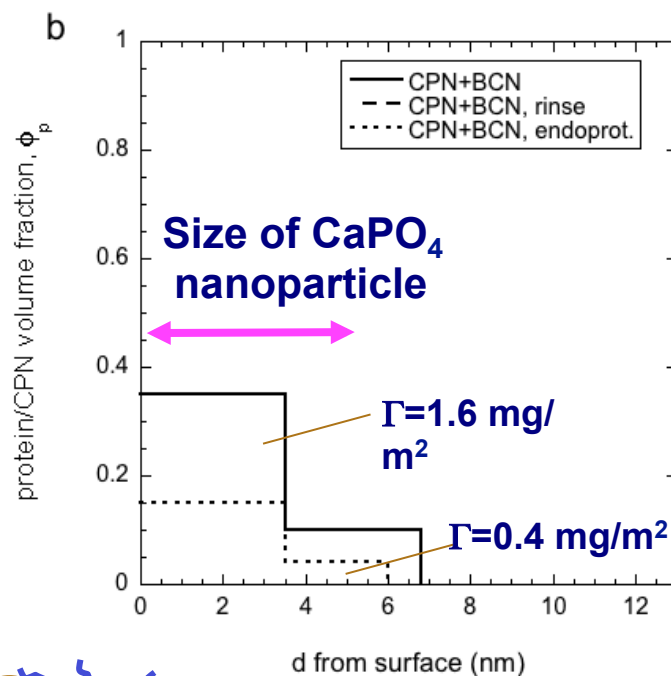 b
1
CPN+BCN
CPN+BCN, rinse
CPN+BCN, endoprot.
0.8
Size of CaPO₄
nanoparticle
0.6
0.4
Γ=1.6 mg/
m²
0.2
Γ=0.4 mg/m²
0
protein/CPN volume fraction, ϕₚ
0 2 4 6 8 10 12
d from surface (nm)